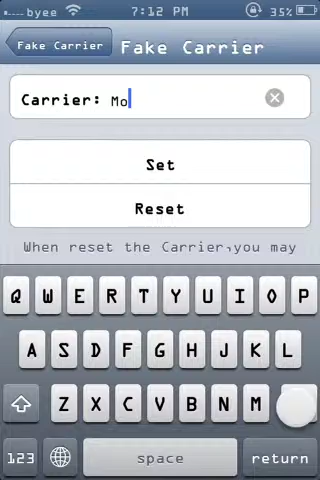 byee 7:12 PM 35%
Fake Carrier Fake Carrier
Carrier: Mo
Set
Reset
When reset the Carrier,you may
Q W E R T Y U I O P
A S D F G H J K L
Z X C V B N M
123 space return